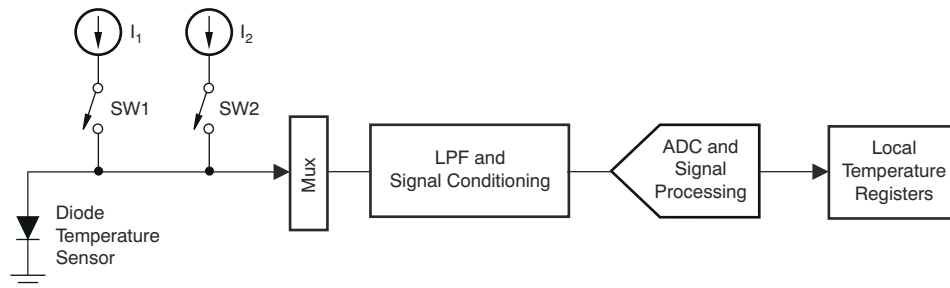 I1
I2
SW1
SW2
Mux
LPF and
Signal Conditioning
ADC and
Signal
Processing
Local
Temperature
Registers
Diode
Temperature
Sensor